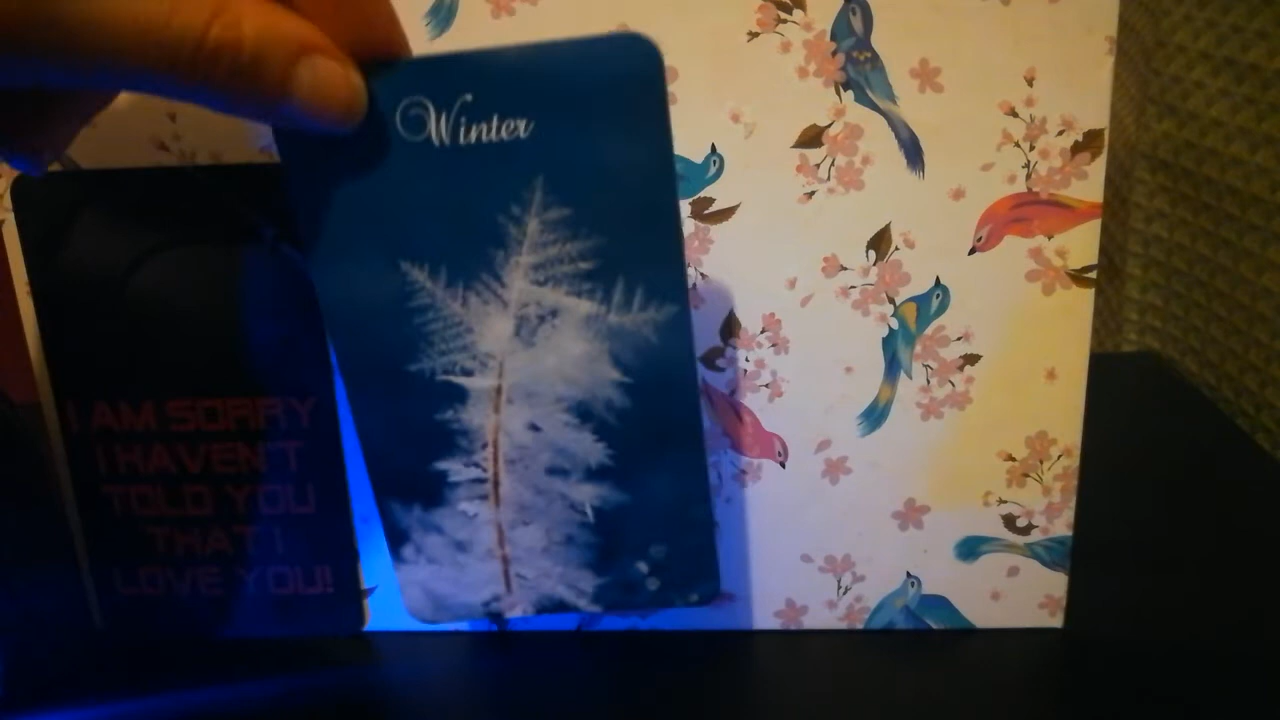 Winter
I AM SORRY
I HAVEN'T
TOLD YOU
THAT I
LOVE YOU!